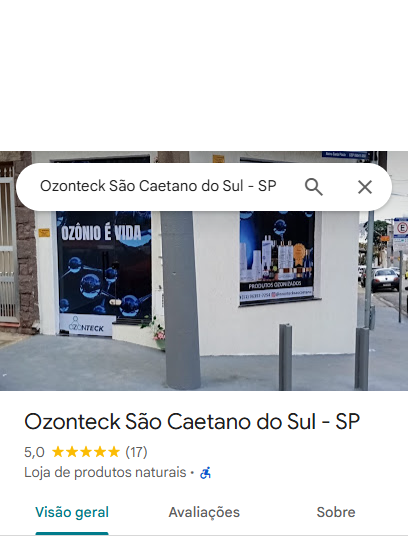 Ozonteck São Caetano do Sul - SP
OZÔNIO É VIDA
PRODUTOS OZONIZADOS
OZONTECK
Ozonteck São Caetano do Sul - SP
5,0 (17)
Loja de produtos naturais ·
Visão geral
Avaliações
Sobre